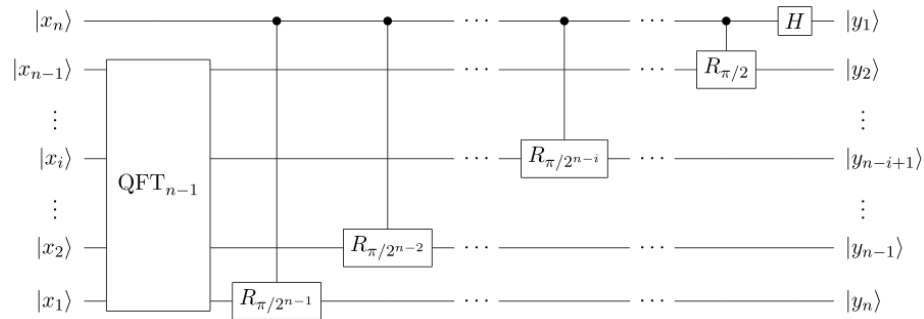 |x_n⟩ ⋯ ⋯ H |y_1⟩
|x_{n−1}⟩ ⋯ ⋯ R_{π/2} |y_2⟩
⋮ ⋮
|x_i⟩ ⋯ R_{π/2^{n−i}} ⋯ |y_{n−i+1}⟩
QFT_{n−1}
⋮ ⋮
|x_2⟩ R_{π/2^{n−2}} ⋯ ⋯ |y_{n−1}⟩
|x_1⟩ R_{π/2^{n−1}} ⋯ ⋯ |y_n⟩